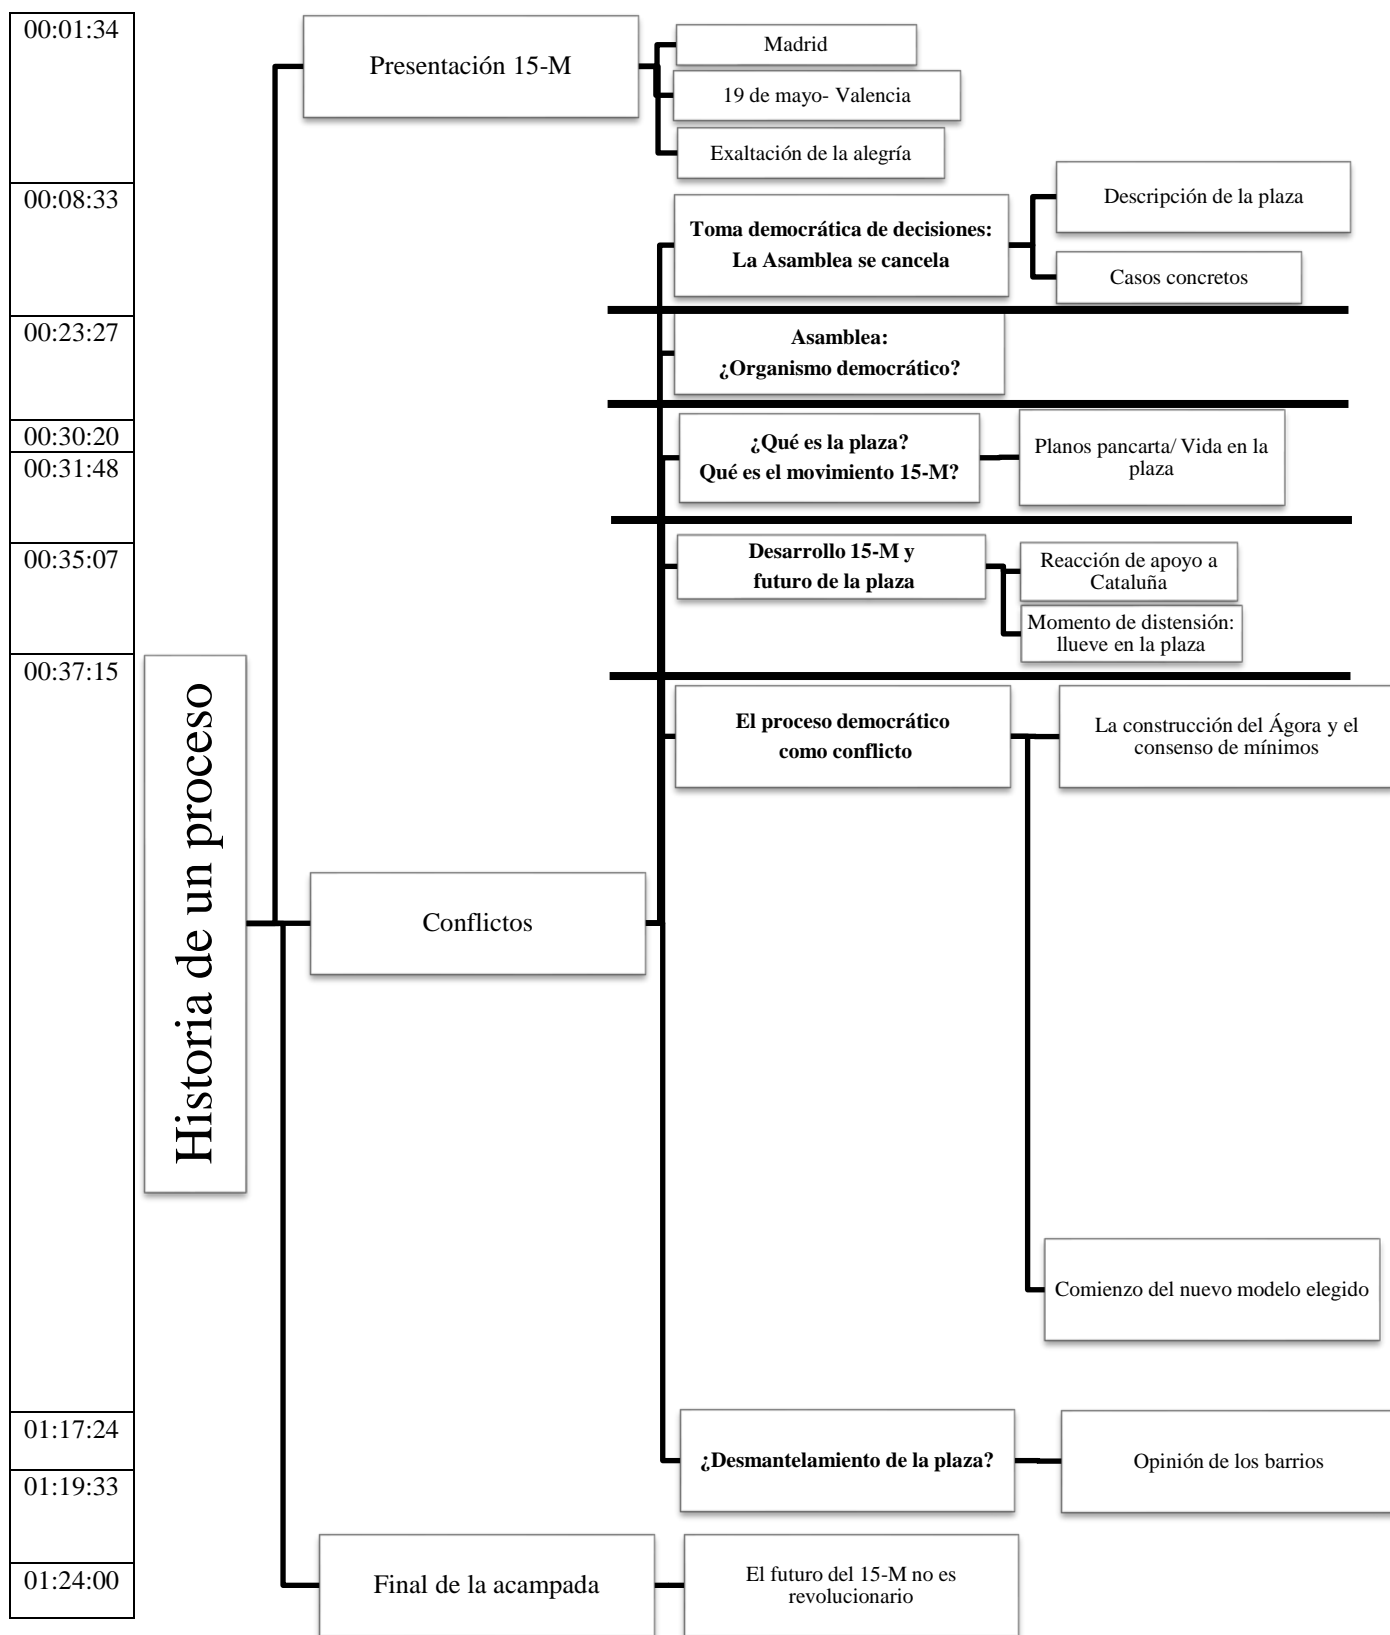 00:01:34
00:08:33
00:23:27
00:30:20
00:31:48
00:35:07
00:37:15
01:17:24
01:19:33
01:24:00
Historia de un proceso
Presentación 15-M
Madrid
19 de mayo- Valencia
Exaltación de la alegría
Conflictos
Toma democrática de decisiones:
La Asamblea se cancela
Descripción de la plaza
Casos concretos
Asamblea:
¿Organismo democrático?
¿Qué es la plaza?
Qué es el movimiento 15-M?
Planos pancarta/ Vida en la
plaza
Desarrollo 15-M y
futuro de la plaza
Reacción de apoyo a
Cataluña
Momento de distensión:
llueve en la plaza
El proceso democrático
como conflicto
La construcción del Ágora y el
consenso de mínimos
Comienzo del nuevo modelo elegido
¿Desmantelamiento de la plaza?
Opinión de los barrios
Final de la acampada
El futuro del 15-M no es
revolucionario